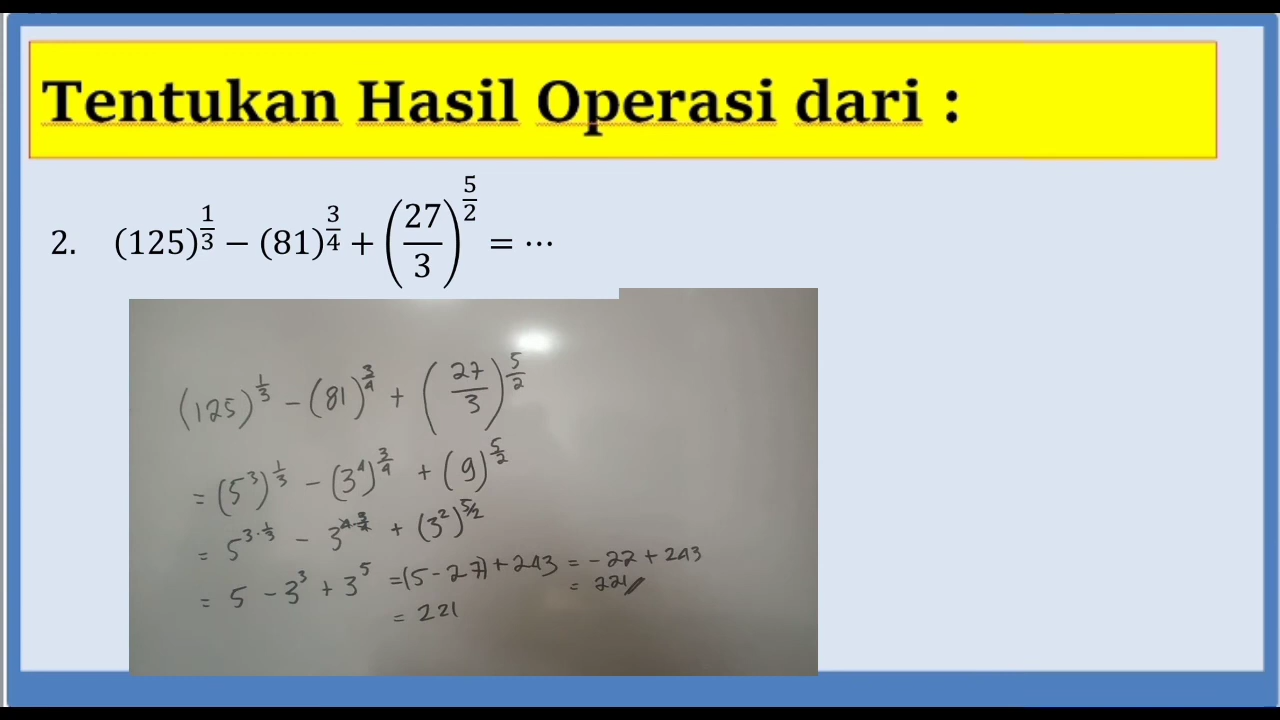 Tentukan Hasil Operasi dari :
2. (125)^{1/3} − (81)^{3/4} + (27/3)^{5/2} = ⋯
(125)^{1/3} − (81)^{3/4} + (27/3)^{5/2}
= (5^3)^{1/3} − (3^4)^{3/4} + (9)^{5/2}
= 5^{3·1/3} − 3^{4·3/4} + (3^2)^{5/2}
= 5 − 3^3 + 3^5 = (5 − 27) + 243 = −22 + 243
= 221
= 221